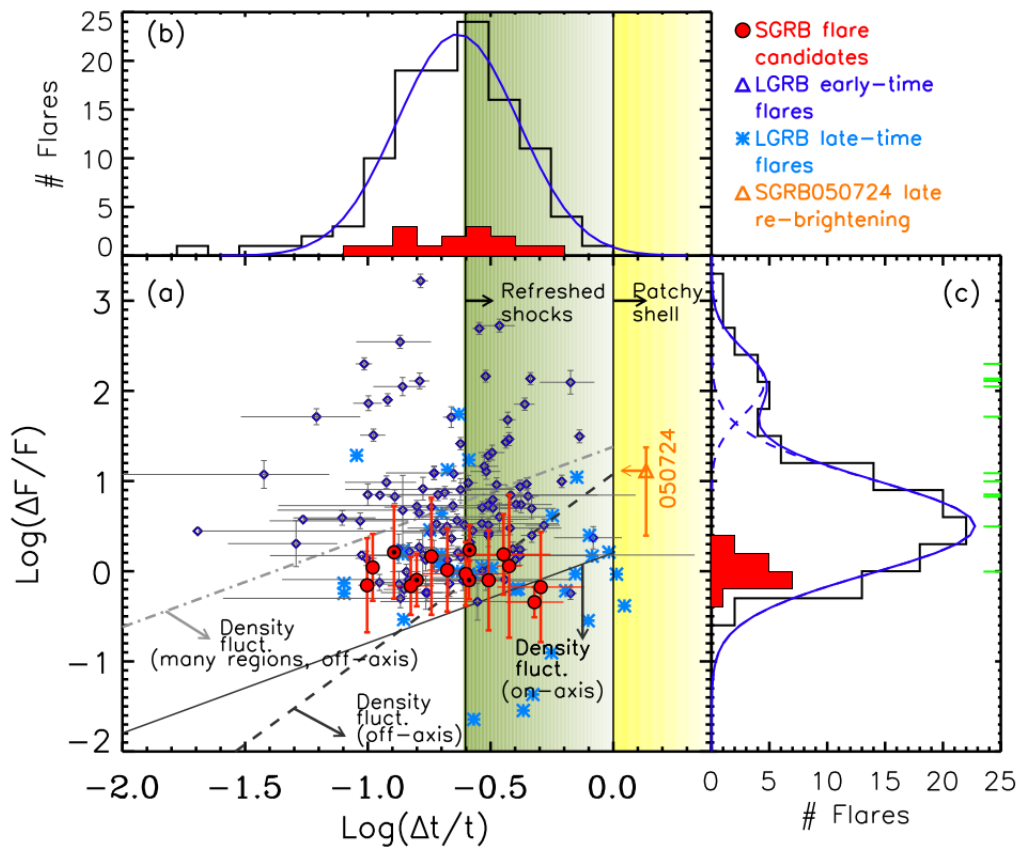 (b)
# Flares
25
20
15
10
5
0
SGRB flare
candidates
LGRB early-time
flares
LGRB late-time
flares
SGRB050724 late
re-brightening
(a)
Refreshed
shocks
Patchy
shell
(c)
Log(ΔF/F)
3
2
1
0
-1
-2
050724
Density
fluct.
(many regions, off-axis)
Density
fluct.
(on-axis)
Density
fluct.
(off-axis)
-2.0 -1.5 -1.0 -0.5 0.0
Log(Δt/t)
0 5 10 15 20 25
# Flares